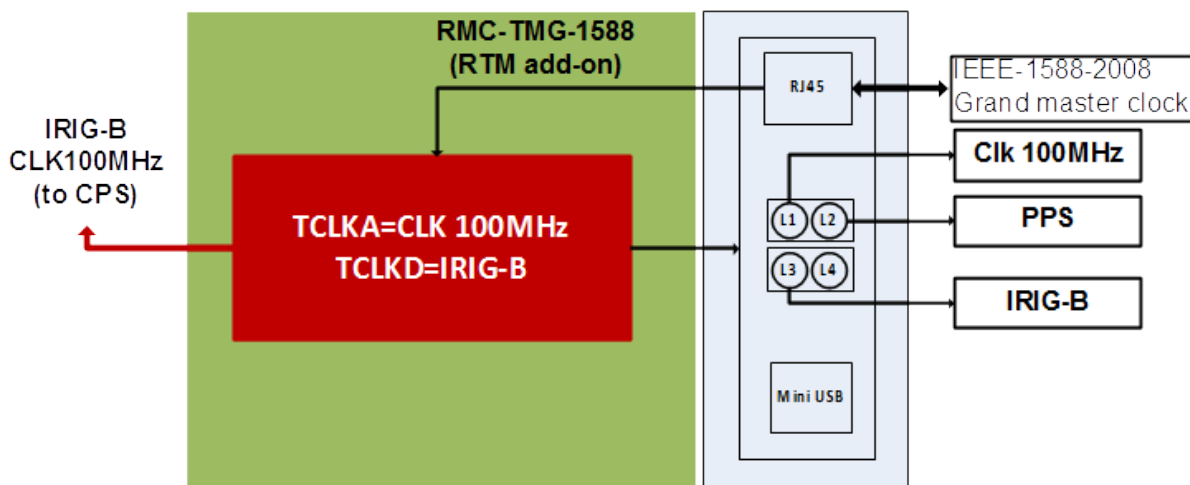 RMC-TMG-1588
(RTM add-on)
IRIG-B
CLK100MHz
(to CPS)
TCLKA=CLK 100MHz
TCLKD=IRIG-B
RJ45
L1
L2
L3
L4
Mini USB
IEEE-1588-2008
Grand master clock
Clk 100MHz
PPS
IRIG-B